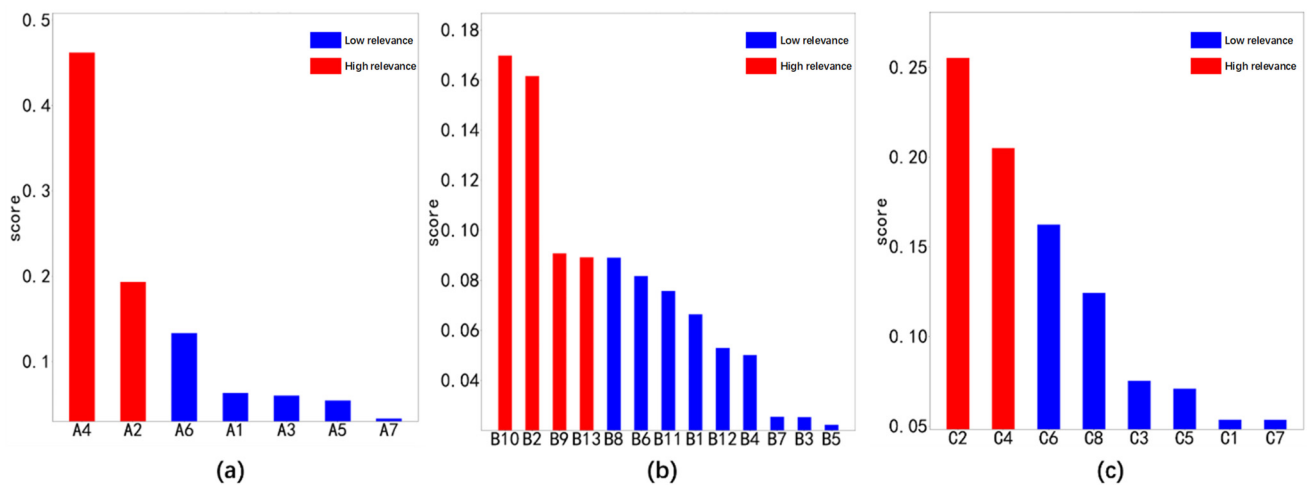 0.5
0.4
0.3
0.2
0.1
score
Low relevance
High relevance
A4 A2 A6 A1 A3 A5 A7
(a)
0.18
0.16
0.14
0.12
0.10
0.08
0.06
0.04
score
Low relevance
High relevance
B10 B2 B9 B13 B8 B6 B11 B1 B12 B4 B7 B3 B5
(b)
0.25
0.20
0.15
0.10
0.05
score
Low relevance
High relevance
C2 C4 C6 C8 C3 C5 C1 C7
(c)